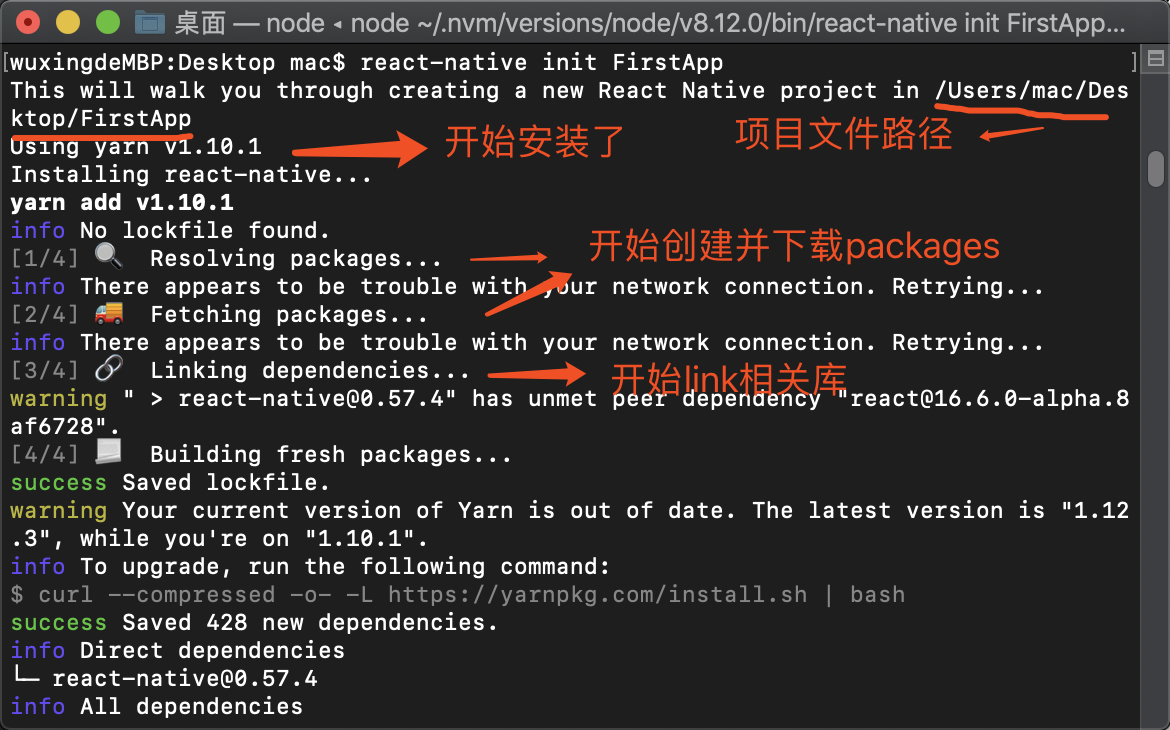 桌面 — node ◂ node ~/.nvm/versions/node/v8.12.0/bin/react-native init FirstApp...
[wuxingdeMBP:Desktop mac$ react-native init FirstApp ]
This will walk you through creating a new React Native project in /Users/mac/Des
ktop/FirstApp
项目文件路径
Using yarn v1.10.1
开始安装了
Installing react-native...
yarn add v1.10.1
info No lockfile found.
[1/4] 🔍 Resolving packages...
开始创建并下载packages
info There appears to be trouble with your network connection. Retrying...
[2/4] 🚚 Fetching packages...
info There appears to be trouble with your network connection. Retrying...
[3/4] 🔗 Linking dependencies...
开始link相关库
warning " > react-native@0.57.4" has unmet peer dependency "react@16.6.0-alpha.8
af6728".
[4/4] 📃 Building fresh packages...
success Saved lockfile.
warning Your current version of Yarn is out of date. The latest version is "1.12
.3", while you're on "1.10.1".
info To upgrade, run the following command:
$ curl --compressed -o- -L https://yarnpkg.com/install.sh | bash
success Saved 428 new dependencies.
info Direct dependencies
└─ react-native@0.57.4
info All dependencies